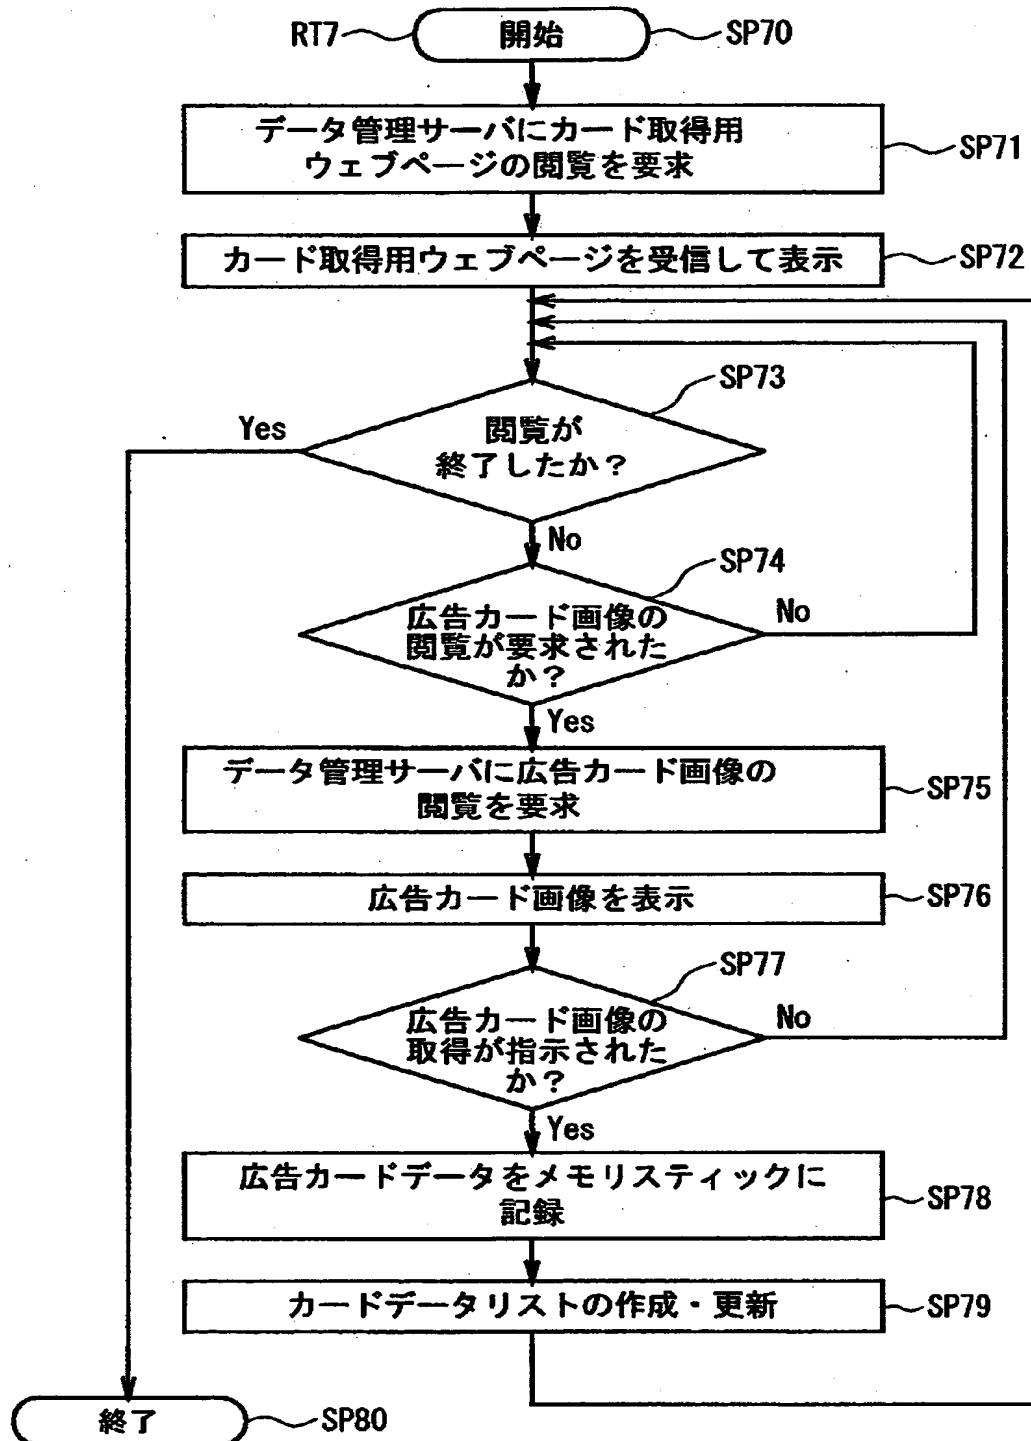 RT7
開始
SP70
データ管理サーバにカード取得用
ウェブページの閲覧を要求
SP71
カード取得用ウェブページを受信して表示
SP72
SP73
Yes
閲覧が
終了したか？
No
SP74
広告カード画像の
閲覧が要求された
か？
No
Yes
データ管理サーバに広告カード画像の
閲覧を要求
SP75
広告カード画像を表示
SP76
SP77
広告カード画像の
取得が指示された
か？
No
Yes
広告カードデータをメモリスティックに
記録
SP78
カードデータリストの作成・更新
SP79
終了
SP80